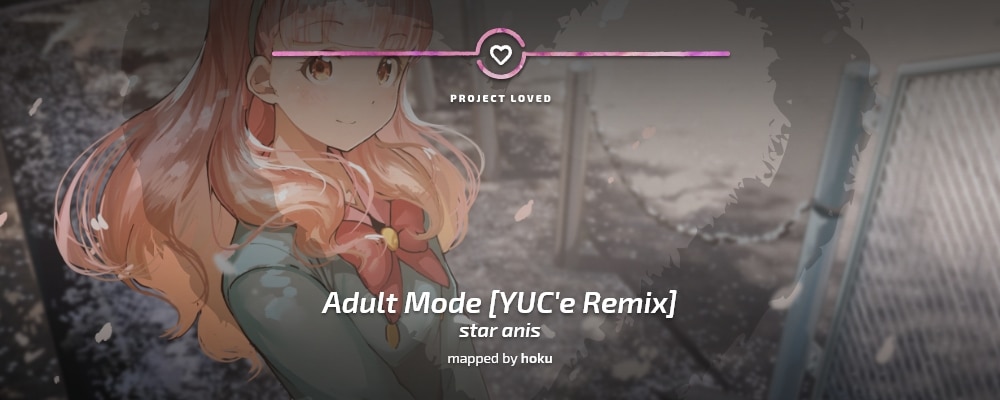 PROJECT LOVED
Adult Mode [YUC'e Remix]
star anis
mapped by hoku